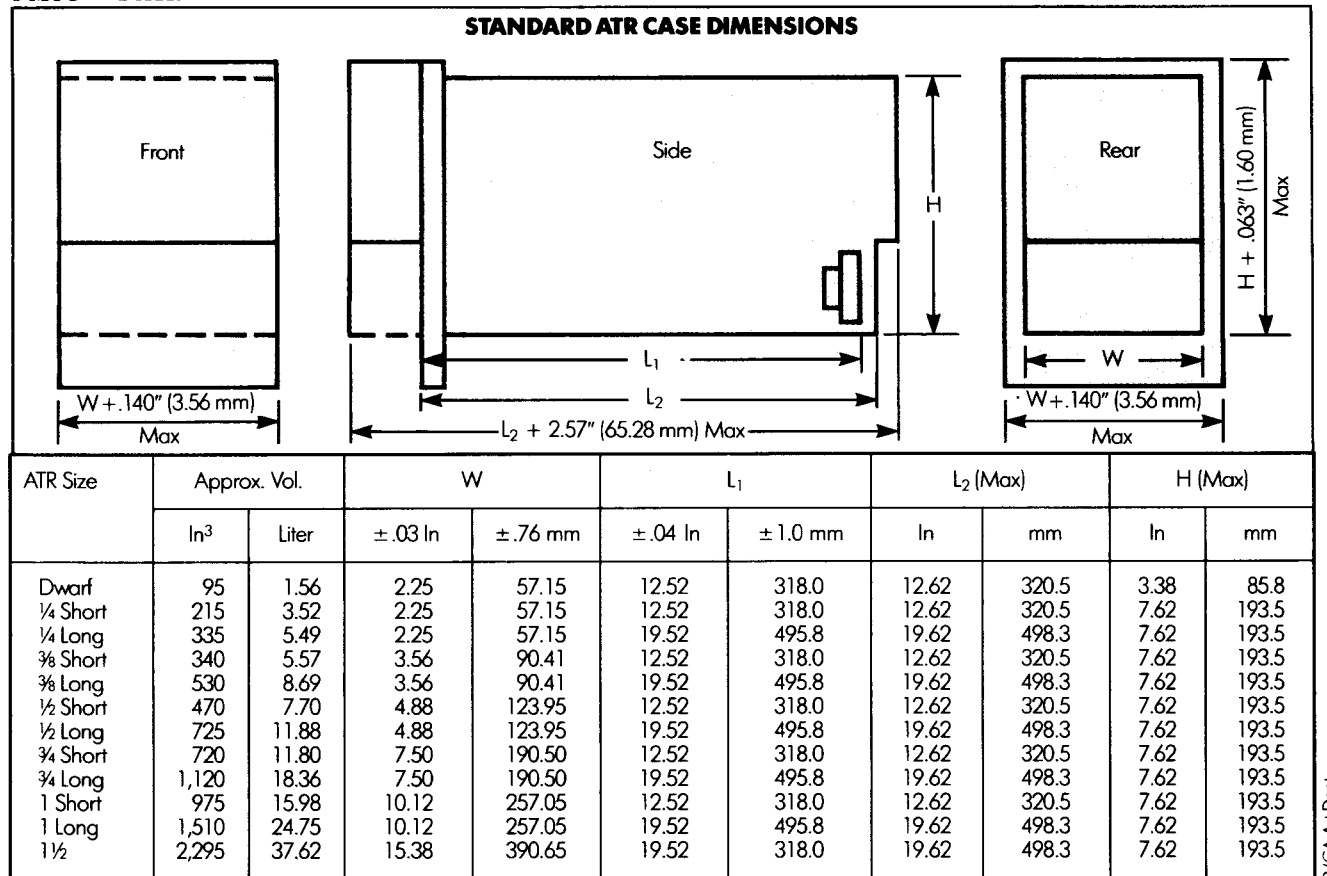 STANDARD ATR CASE DIMENSIONS
Front
Side
Rear
H
H + .063″ (1.60 mm)
Max
L₁
W
L₂
W + .140″ (3.56 mm)
Max
L₂ + 2.57″ (65.28 mm) Max
W + .140″ (3.56 mm)
Max
ATR Size Approx. Vol. W L₁ L₂ (Max) H (Max)
In³ Liter ± .03 In ± .76 mm ± .04 In ± 1.0 mm In mm In mm
Dwarf 95 1.56 2.25 57.15 12.52 318.0 12.62 320.5 3.38 85.8
¼ Short 215 3.52 2.25 57.15 12.52 318.0 12.62 320.5 7.62 193.5
¼ Long 335 5.49 2.25 57.15 19.52 495.8 19.62 498.3 7.62 193.5
⅜ Short 340 5.57 3.56 90.41 12.52 318.0 12.62 320.5 7.62 193.5
⅜ Long 530 8.69 3.56 90.41 19.52 495.8 19.62 498.3 7.62 193.5
½ Short 470 7.70 4.88 123.95 12.52 318.0 12.62 320.5 7.62 193.5
½ Long 725 11.88 4.88 123.95 19.52 495.8 19.62 498.3 7.62 193.5
¾ Short 720 11.80 7.50 190.50 12.52 318.0 12.62 320.5 7.62 193.5
¾ Long 1,120 18.36 7.50 190.50 19.52 495.8 19.62 498.3 7.62 193.5
1 Short 975 15.98 10.12 257.05 12.52 318.0 12.62 320.5 7.62 193.5
1 Long 1,510 24.75 10.12 257.05 19.52 495.8 19.62 498.3 7.62 193.5
1½ 2,295 37.62 15.38 390.65 19.52 318.0 19.62 498.3 7.62 193.5